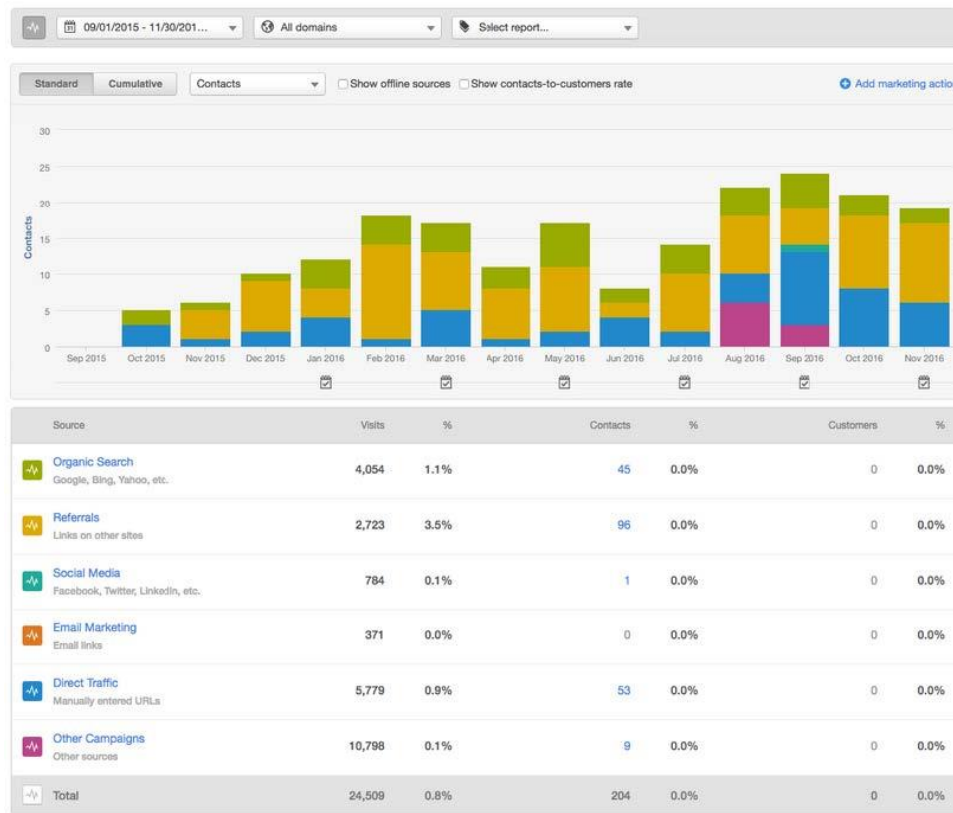 09/01/2015 - 11/30/201...
All domains
Select report...
Standard
Cumulative
Contacts
Show offline sources
Show contacts-to-customers rate
Add marketing actio
30
25
20
15
10
5
0
Contacts
Sep 2015 Oct 2015 Nov 2015 Dec 2015 Jan 2016 Feb 2016 Mar 2016 Apr 2016 May 2016 Jun 2016 Jul 2016 Aug 2016 Sep 2016 Oct 2016 Nov 2016
Source Visits % Contacts % Customers %
Organic Search
Google, Bing, Yahoo, etc.
4,054 1.1% 45 0.0% 0 0.0%
Referrals
Links on other sites
2,723 3.5% 96 0.0% 0 0.0%
Social Media
Facebook, Twitter, LinkedIn, etc.
784 0.1% 1 0.0% 0 0.0%
Email Marketing
Email links
371 0.0% 0 0.0% 0 0.0%
Direct Traffic
Manually entered URLs
5,779 0.9% 53 0.0% 0 0.0%
Other Campaigns
Other sources
10,798 0.1% 9 0.0% 0 0.0%
Total 24,509 0.8% 204 0.0% 0 0.0%